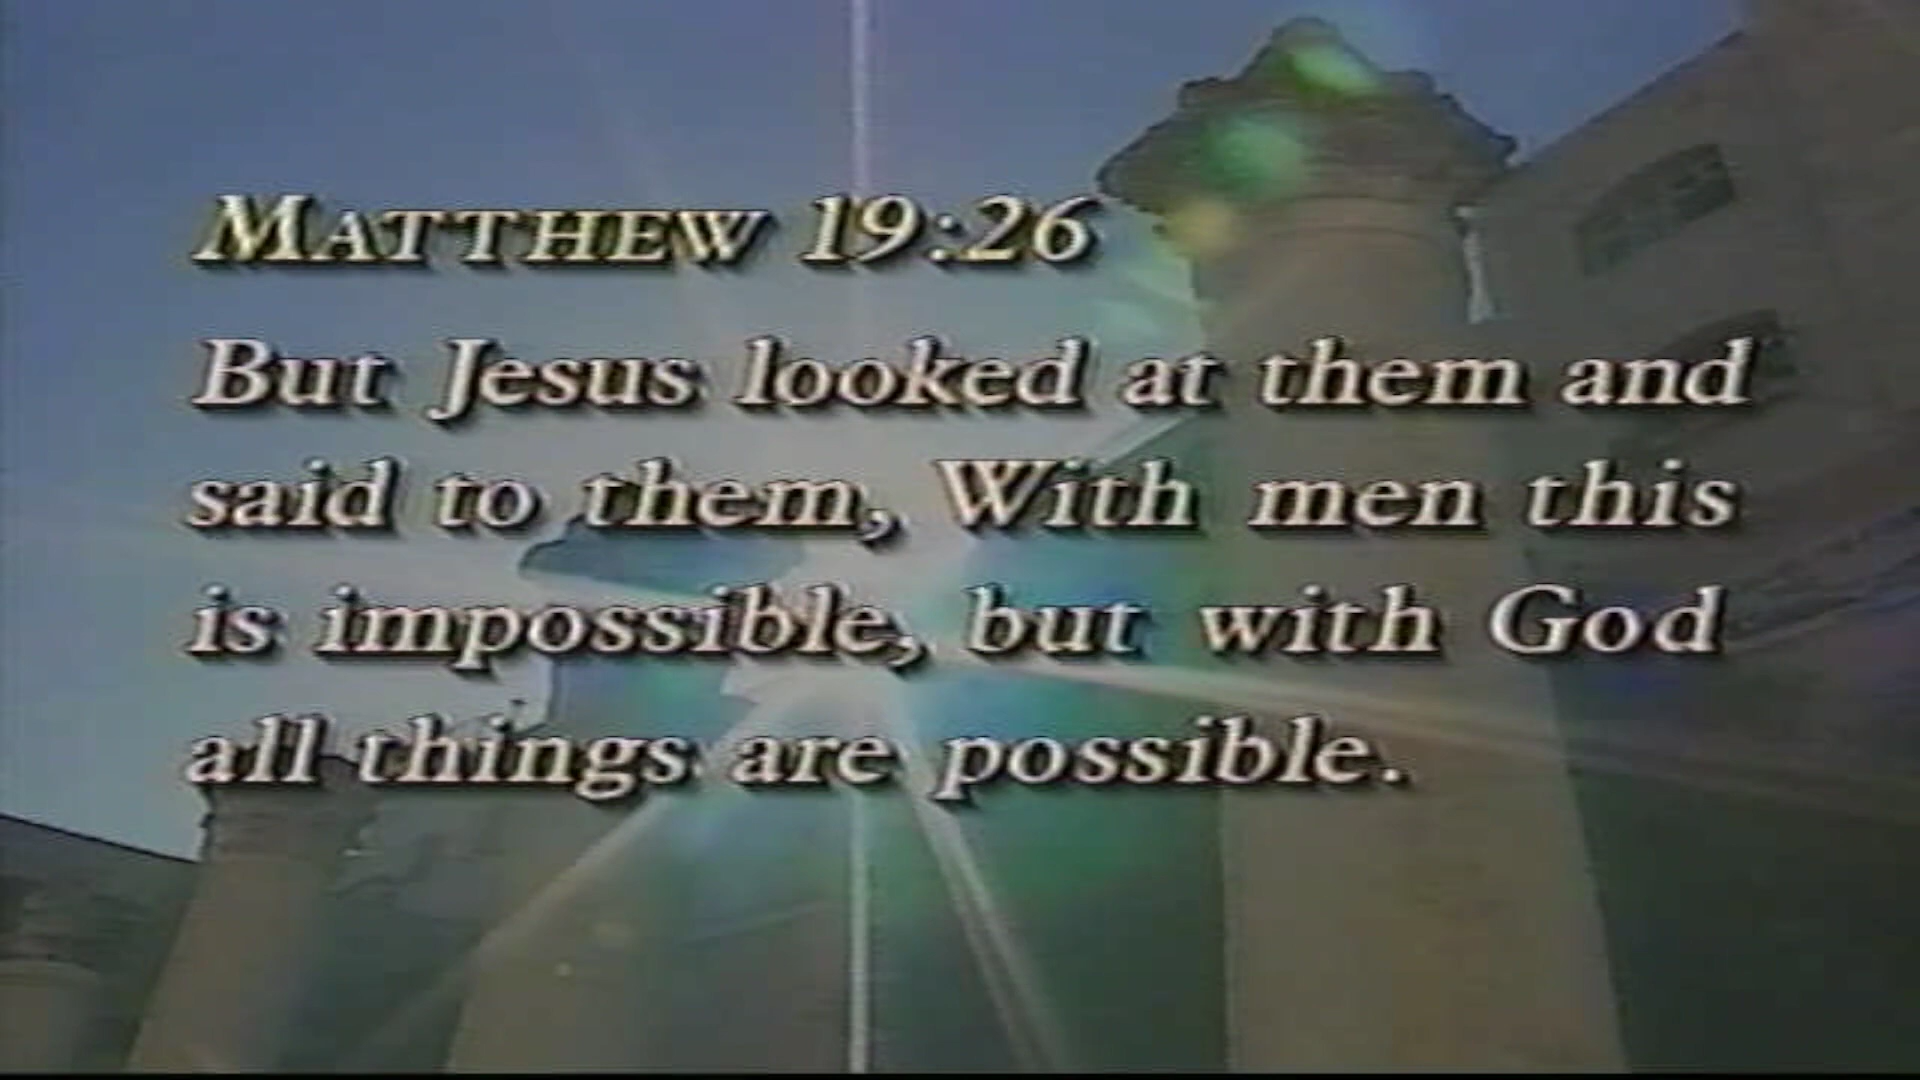 MATTHEW 19:26
But Jesus looked at them and
said to them, With men this
is impossible, but with God
all things are possible.